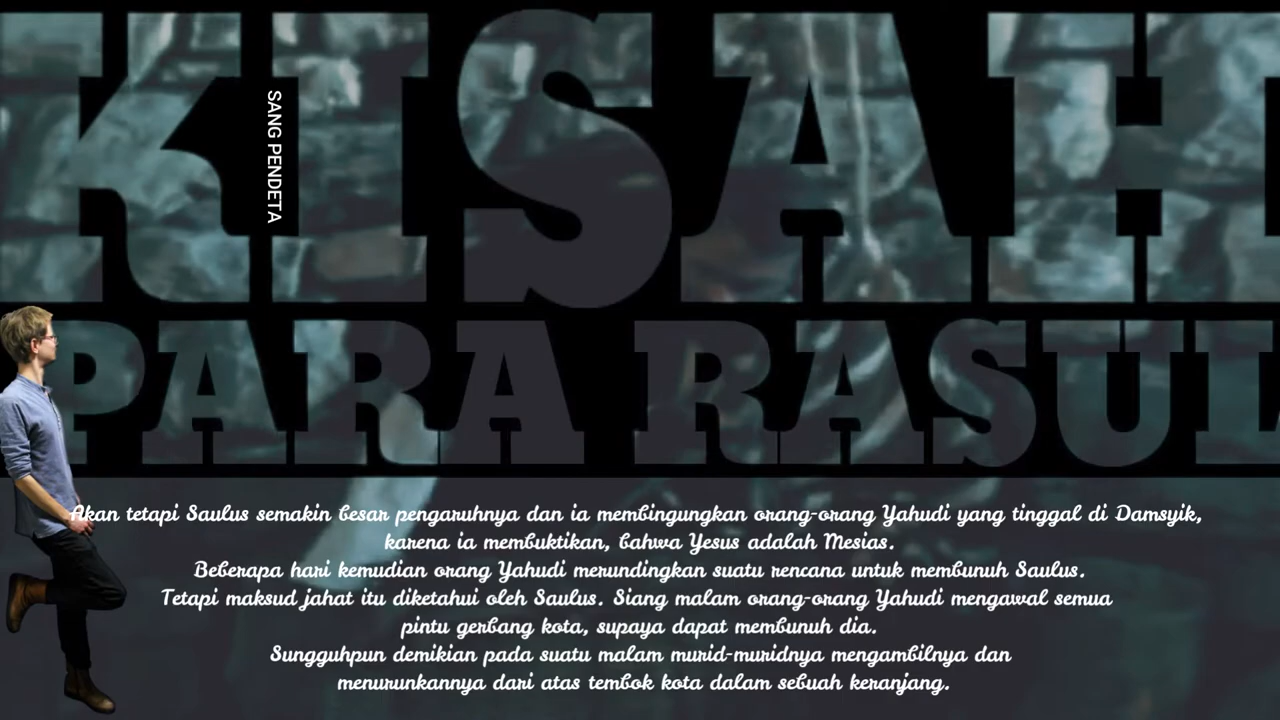 KISAH
SANG PENDETA
PARA RASUL
Akan tetapi Saulus semakin besar pengaruhnya dan ia membingungkan orang-orang Yahudi yang tinggal di Damsyik,
karena ia membuktikan, bahwa Yesus adalah Mesias.
Beberapa hari kemudian orang Yahudi merundingkan suatu rencana untuk membunuh Saulus.
Tetapi maksud jahat itu diketahui oleh Saulus. Siang malam orang-orang Yahudi mengawal semua
pintu gerbang kota, supaya dapat membunuh dia.
Sungguhpun demikian pada suatu malam murid-muridnya mengambilnya dan
menurunkannya dari atas tembok kota dalam sebuah keranjang.